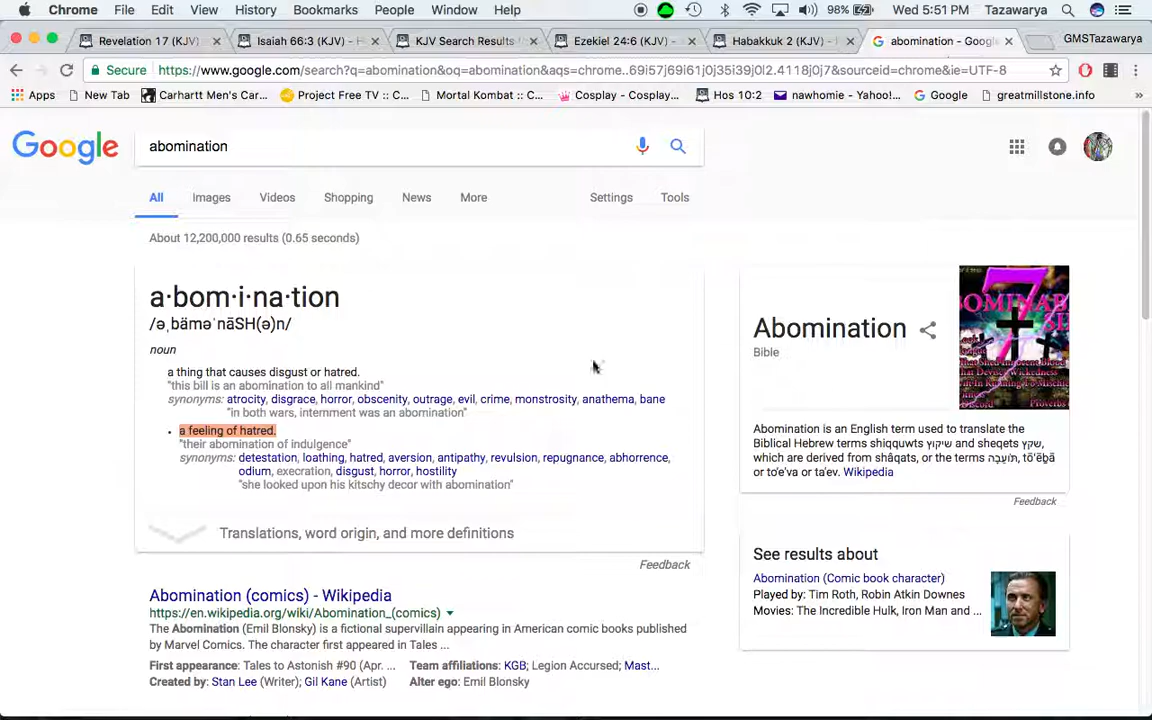 Chrome File Edit View History Bookmarks People Window Help 98% Wed 5:51 PM Tazawarya
Revelation 17 (KJV) Isaiah 66:3 (KJV) - H KJV Search Results Ezekiel 24:6 (KJV) - Habakkuk 2 (KJV) - abomination - Google GMSTazawarya
Secure https://www.google.com/search?q=abomination&oq=abomination&aqs=chrome..69i57j69i61j0j35i39j0l2.4118j0j7&sourceid=chrome&ie=UTF-8
Apps New Tab Carhartt Men's Car... Project Free TV :: C... Mortal Kombat :: C... Cosplay - Cosplay... Hos 10:2 nawhomie - Yahoo!... Google greatmillstone.info »
Google abomination
All Images Videos Shopping News More Settings Tools
About 12,200,000 results (0.65 seconds)
a·bom·i·na·tion
/əˌbäməˈnāSH(ə)n/
noun
a thing that causes disgust or hatred.
"this bill is an abomination to all mankind"
synonyms: atrocity, disgrace, horror, obscenity, outrage, evil, crime, monstrosity, anathema, bane
"in both wars, internment was an abomination"
• a feeling of hatred.
"their abomination of indulgence"
synonyms: detestation, loathing, hatred, aversion, antipathy, revulsion, repugnance, abhorrence,
odium, execration, disgust, horror, hostility
"she looked upon his kitschy decor with abomination"
Translations, word origin, and more definitions
Feedback
Abomination (comics) - Wikipedia
https://en.wikipedia.org/wiki/Abomination_(comics)
The Abomination (Emil Blonsky) is a fictional supervillain appearing in American comic books published
by Marvel Comics. The character first appeared in Tales ...
First appearance: Tales to Astonish #90 (Apr. ... Team affiliations: KGB; Legion Accursed; Mast...
Created by: Stan Lee (Writer); Gil Kane (Artist) Alter ego: Emil Blonsky
Abomination
Bible
7
Abomination is an English term used to translate the
Biblical Hebrew terms shiqquwts שיקוץ and sheqets שקץ,
which are derived from shâqats, or the terms תּוֹעֵבָה, tō'ēḇā
or to'e'va or ta'ev. Wikipedia
Feedback
See results about
Abomination (Comic book character)
Played by: Tim Roth, Robin Atkin Downes
Movies: The Incredible Hulk, Iron Man and ...